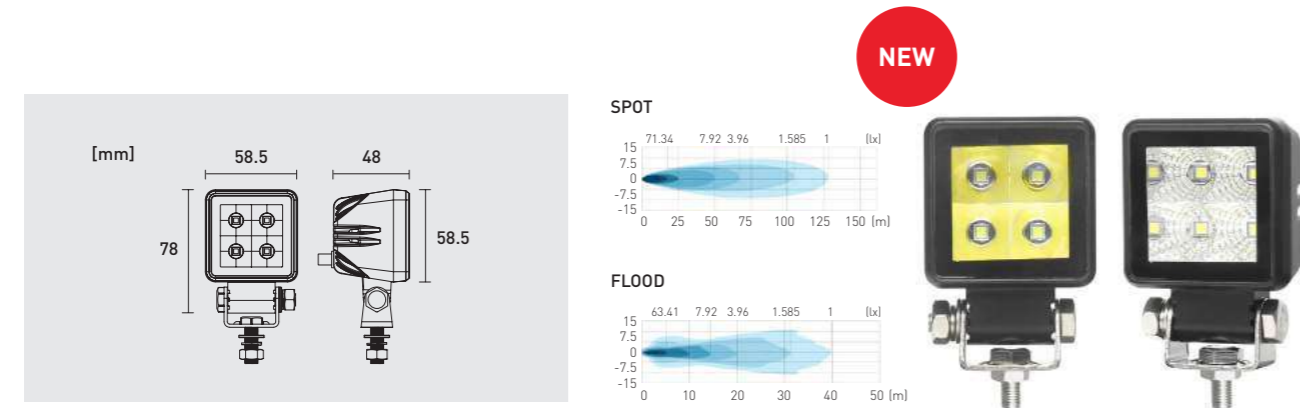 NEW
[mm]
58.5
48
78
58.5
SPOT
71.34 7.92 3.96 1.585 1 [lx]
15
7.5
0
-7.5
-15
0 25 50 75 100 125 150 [m]
FLOOD
63.41 7.92 3.96 1.585 1 [lx]
15
7.5
0
-7.5
-15
0 10 20 30 40 50 [m]